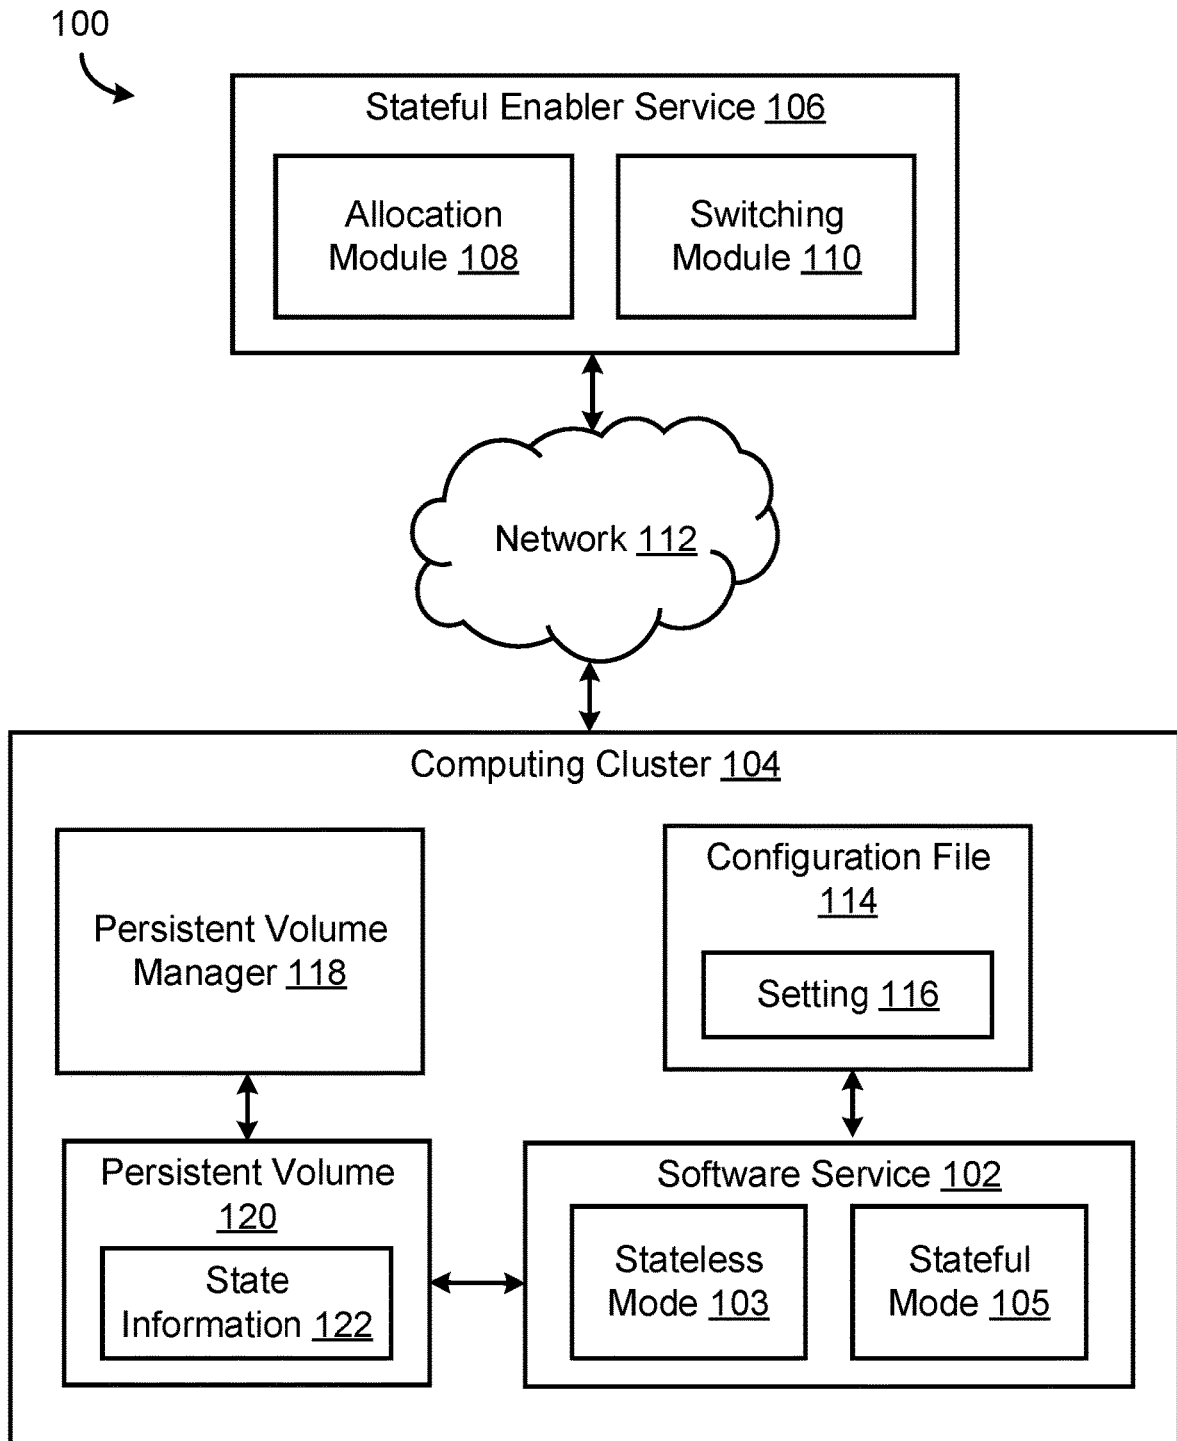 100
Stateful Enabler Service 106
Allocation
Module 108
Switching
Module 110
Network 112
Computing Cluster 104
Persistent Volume
Manager 118
Configuration File
114
Setting 116
Persistent Volume
120
State
Information 122
Software Service 102
Stateless
Mode 103
Stateful
Mode 105